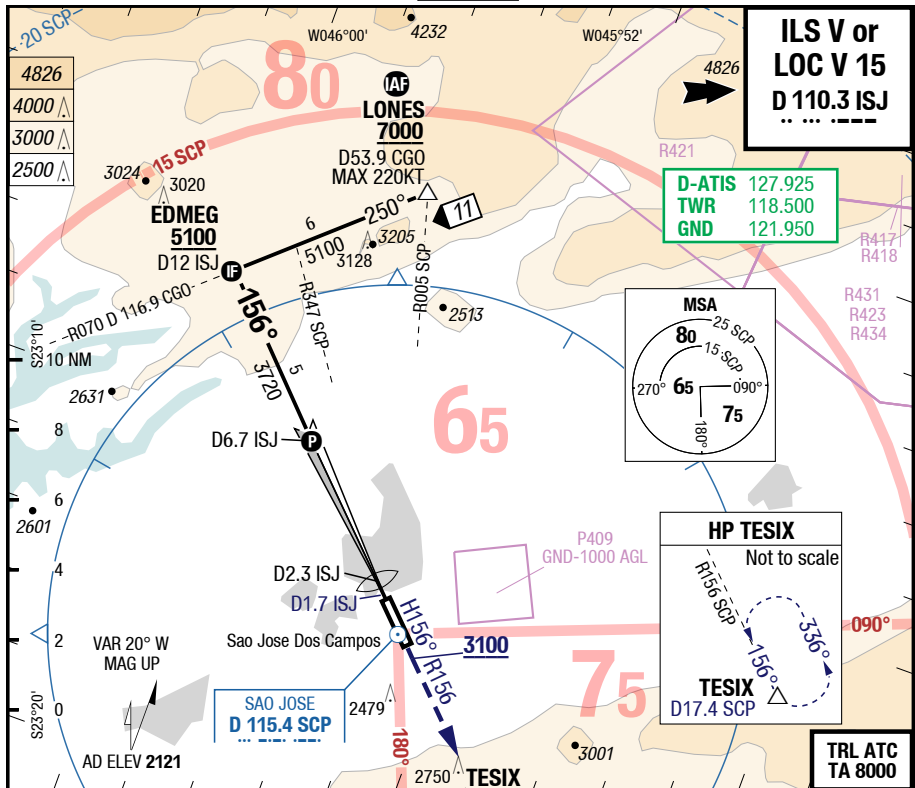 20 SCP
W046°00'
4232
W045°52'
ILS V or
LOC V 15
D 110.3 ISJ
4826
4000
3000
2500
80
IAF
LONES
7000
D53.9 CGO
MAX 220KT
4826
15 SCP
3024
3020
EDMEG
5100
D12 ISJ
IF
6
250°
5100
11
3205
3128
R421
D-ATIS 127.925
TWR 118.500
GND 121.950
R417
R418
R431
R423
R434
R070 D 116.9 CGO
R347 SCP
R005 SCP
2513
156°
5
3720
S23°10'
10 NM
2631
8
D6.7 ISJ
P
65
MSA
80
25 SCP
15 SCP
270°
65
090°
75
180°
6
2601
4
D2.3 ISJ
D1.7 ISJ
P409
GND-1000 AGL
HP TESIX
Not to scale
R156 SCP
156°
336°
TESIX
D17.4 SCP
2
Sao Jose Dos Campos
H156°
R156
3100
090°
VAR 20° W
MAG UP
0
S23°20'
AD ELEV 2121
SAO JOSE
D 115.4 SCP
2479
180°
75
2750
TESIX
3001
TRL ATC
TA 8000